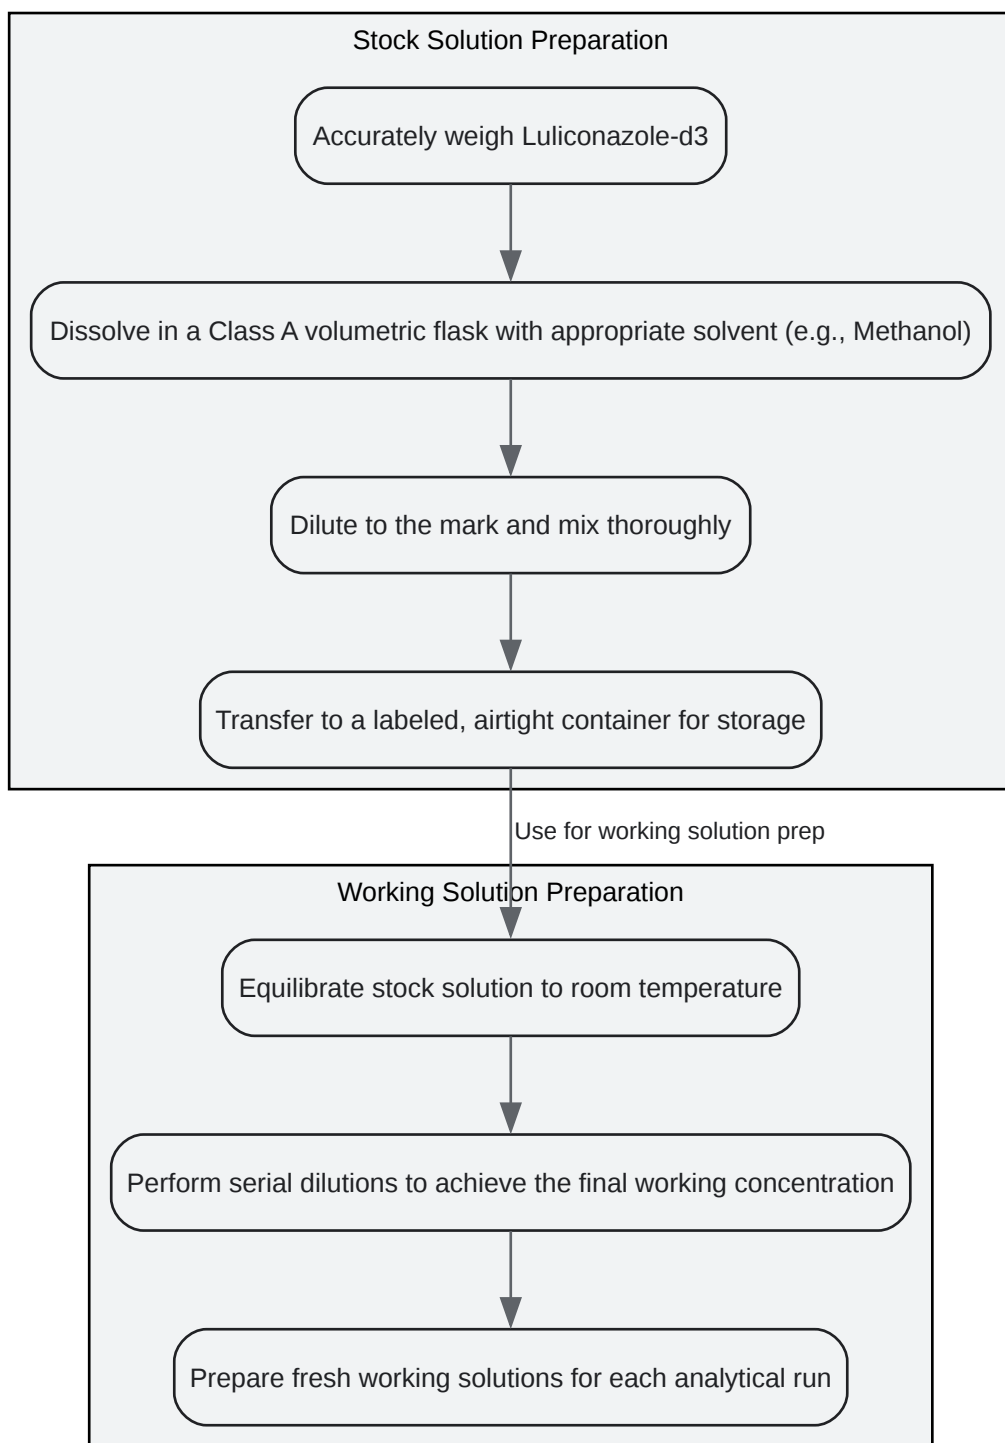 Stock Solution Preparation
Accurately weigh Luliconazole-d3
Dissolve in a Class A volumetric flask with appropriate solvent (e.g., Methanol)
Dilute to the mark and mix thoroughly
Transfer to a labeled, airtight container for storage
Use for working solution prep
Working Solution Preparation
Equilibrate stock solution to room temperature
Perform serial dilutions to achieve the final working concentration
Prepare fresh working solutions for each analytical run